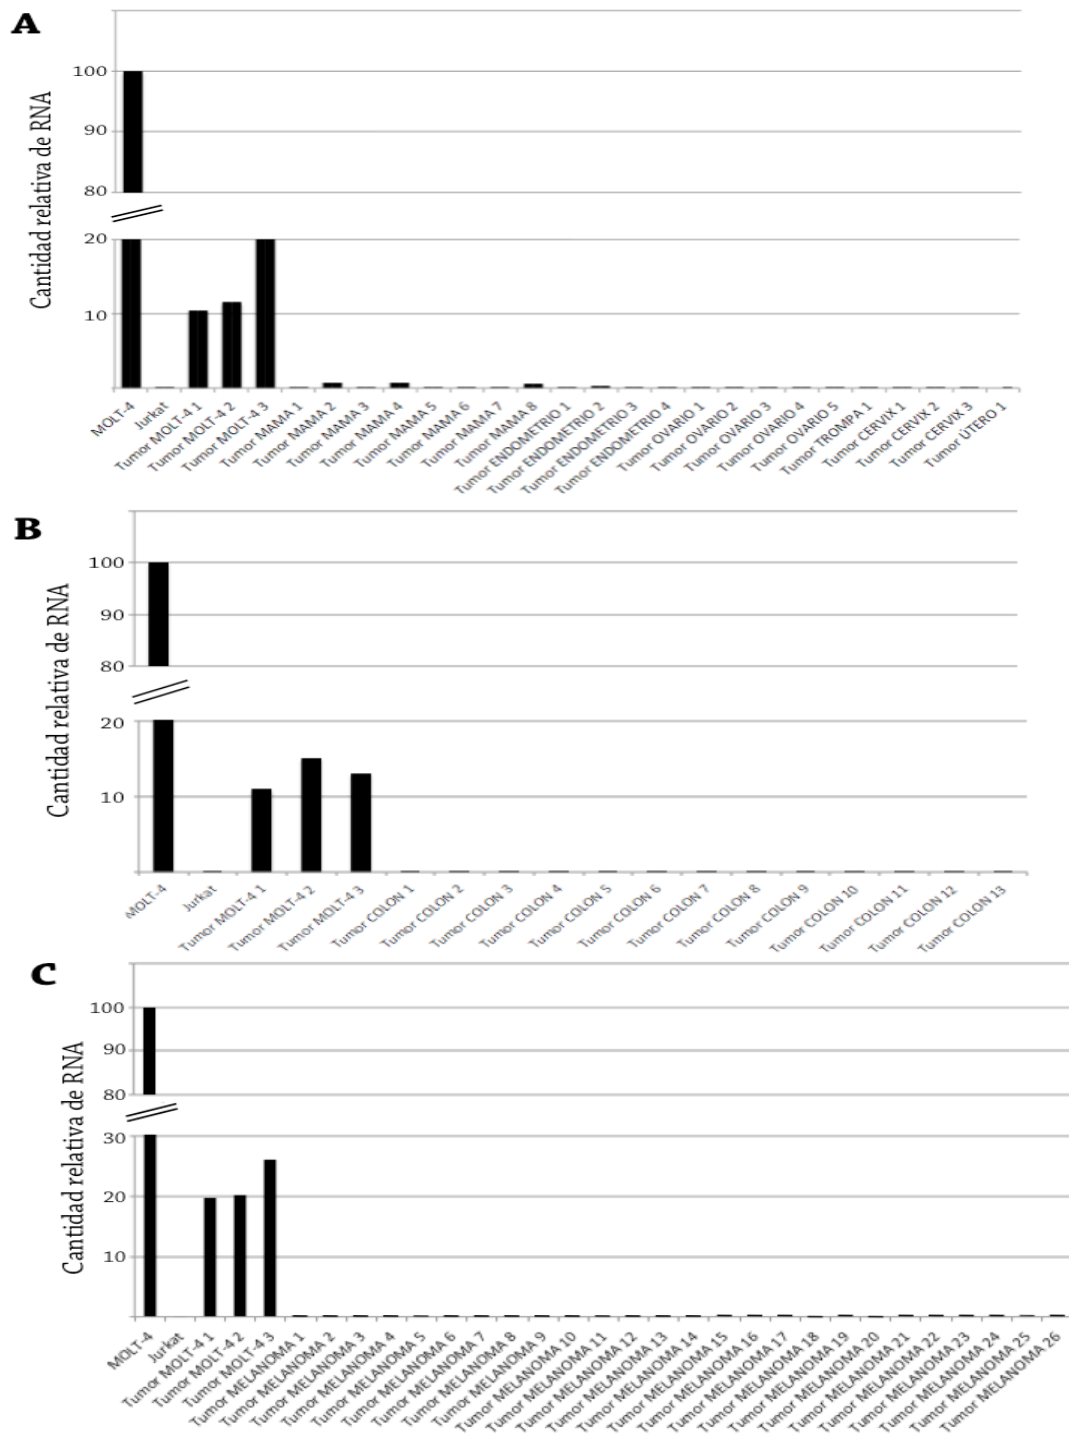 A
Cantidad relativa de RNA
100
90
80
20
10
MOLT-4
Jurkat
Tumor MOLT-4 1
Tumor MOLT-4 2
Tumor MOLT-4 3
Tumor MAMA 1
Tumor MAMA 2
Tumor MAMA 3
Tumor MAMA 4
Tumor MAMA 5
Tumor MAMA 6
Tumor MAMA 7
Tumor MAMA 8
Tumor ENDOMETRIO 1
Tumor ENDOMETRIO 2
Tumor ENDOMETRIO 3
Tumor ENDOMETRIO 4
Tumor OVARIO 1
Tumor OVARIO 2
Tumor OVARIO 3
Tumor OVARIO 4
Tumor OVARIO 5
Tumor TROMPA 1
Tumor CERVIX 1
Tumor CERVIX 2
Tumor CERVIX 3
Tumor ÚTERO 1
B
Cantidad relativa de RNA
100
90
80
20
10
MOLT-4
Jurkat
Tumor MOLT-4 1
Tumor MOLT-4 2
Tumor MOLT-4 3
Tumor COLON 1
Tumor COLON 2
Tumor COLON 3
Tumor COLON 4
Tumor COLON 5
Tumor COLON 6
Tumor COLON 7
Tumor COLON 8
Tumor COLON 9
Tumor COLON 10
Tumor COLON 11
Tumor COLON 12
Tumor COLON 13
C
Cantidad relativa de RNA
100
90
80
30
20
10
MOLT-4
Jurkat
Tumor MOLT-4 1
Tumor MOLT-4 2
Tumor MOLT-4 3
Tumor MELANOMA 1
Tumor MELANOMA 2
Tumor MELANOMA 3
Tumor MELANOMA 4
Tumor MELANOMA 5
Tumor MELANOMA 6
Tumor MELANOMA 7
Tumor MELANOMA 8
Tumor MELANOMA 9
Tumor MELANOMA 10
Tumor MELANOMA 11
Tumor MELANOMA 12
Tumor MELANOMA 13
Tumor MELANOMA 14
Tumor MELANOMA 15
Tumor MELANOMA 16
Tumor MELANOMA 17
Tumor MELANOMA 18
Tumor MELANOMA 19
Tumor MELANOMA 20
Tumor MELANOMA 21
Tumor MELANOMA 22
Tumor MELANOMA 23
Tumor MELANOMA 24
Tumor MELANOMA 25
Tumor MELANOMA 26